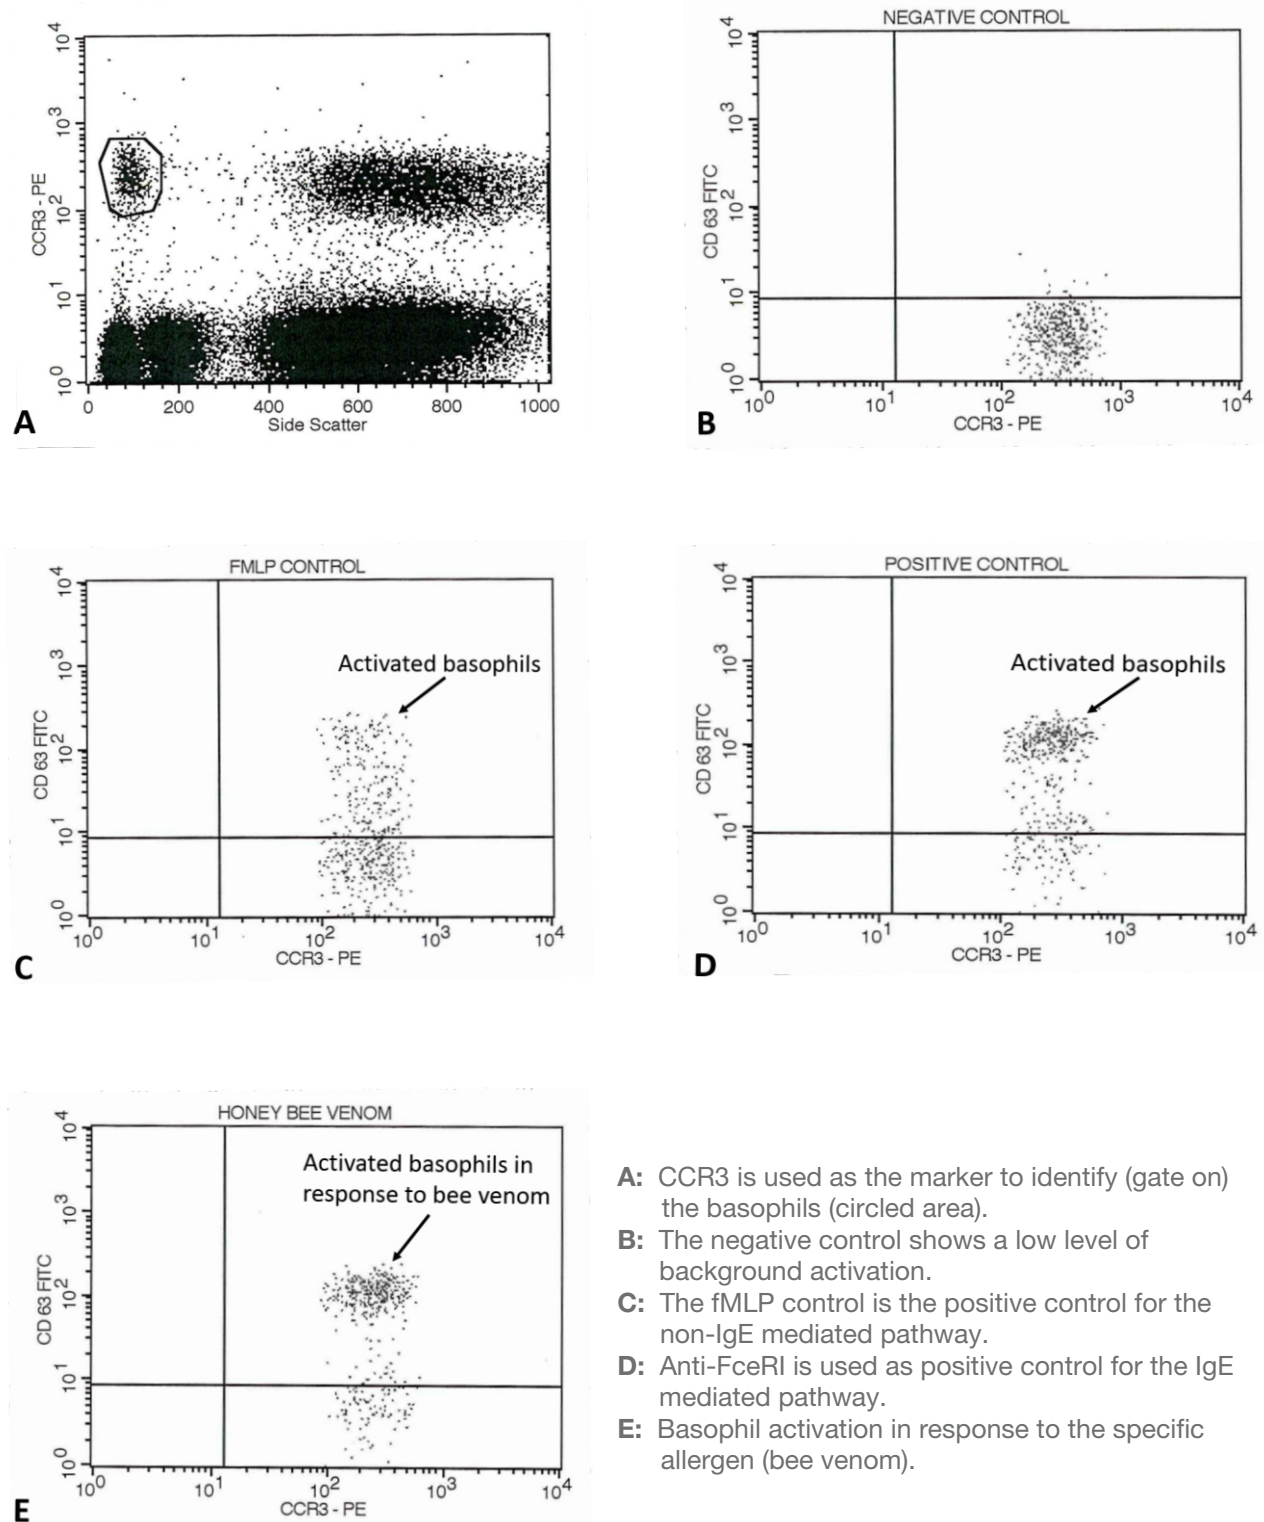 10^4
10^3
10^2
10^1
10^0
CCR3 - PE
0 200 400 600 800 1000
Side Scatter
A
NEGATIVE CONTROL
10^4
10^3
10^2
10^1
10^0
CD 63 FITC
10^0 10^1 10^2 10^3 10^4
CCR3 - PE
B
FMLP CONTROL
Activated basophils
10^4
10^3
10^2
10^1
10^0
CD 63 FITC
10^0 10^1 10^2 10^3 10^4
CCR3 - PE
C
POSITIVE CONTROL
Activated basophils
10^4
10^3
10^2
10^1
10^0
CD 63 FITC
10^0 10^1 10^2 10^3 10^4
CCR3 - PE
D
HONEY BEE VENOM
Activated basophils in
response to bee venom
10^4
10^3
10^2
10^1
10^0
CD 63 FITC
10^0 10^1 10^2 10^3 10^4
CCR3 - PE
E
A: CCR3 is used as the marker to identify (gate on)
the basophils (circled area).
B: The negative control shows a low level of
background activation.
C: The fMLP control is the positive control for the
non-IgE mediated pathway.
D: Anti-FceRI is used as positive control for the IgE
mediated pathway.
E: Basophil activation in response to the specific
allergen (bee venom).